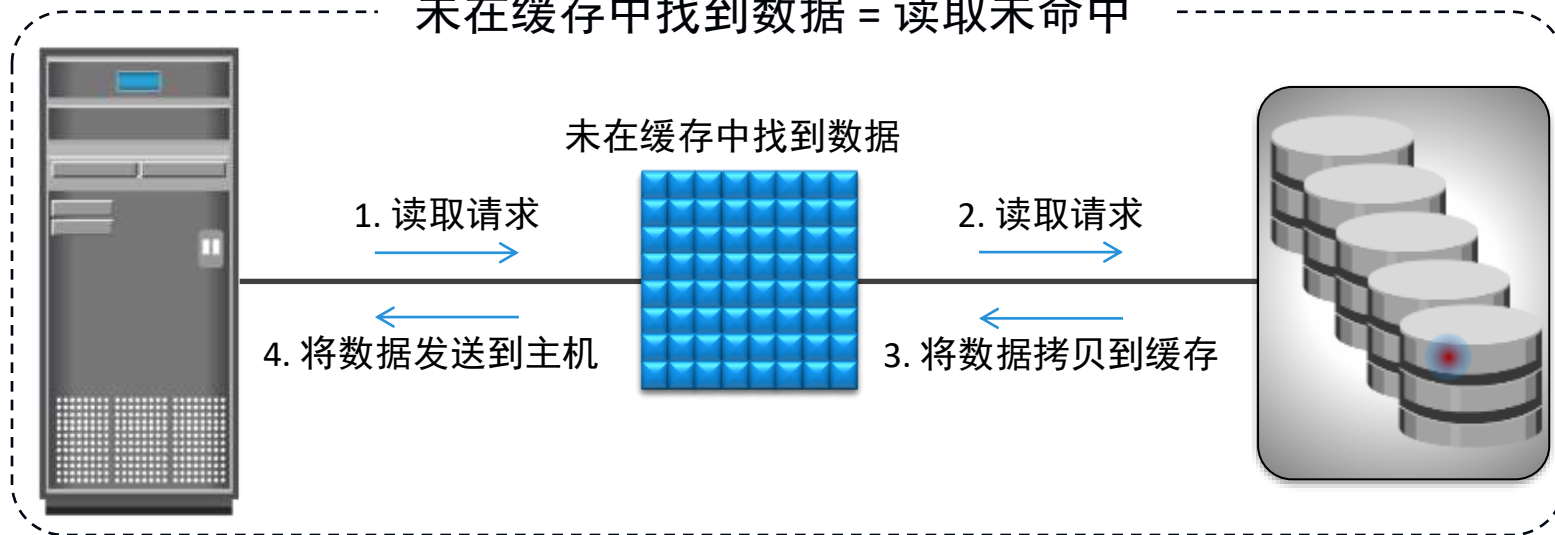 未在缓存中找到数据 = 读取未命中
未在缓存中找到数据
1. 读取请求
2. 读取请求
4. 将数据发送到主机
3. 将数据拷贝到缓存